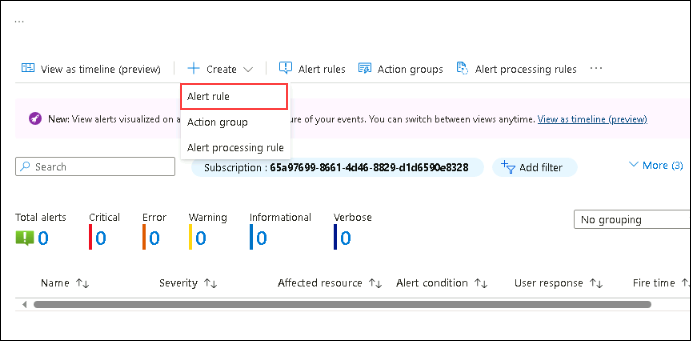 ...
View as timeline (preview) Create Alert rules Action groups Alert processing rules ...
Alert rule
Action group
Alert processing rule
New: View alerts visualized on a ure of your events. You can switch between views anytime. View as timeline (preview)
Search Subscription : 65a97699-8661-4d46-8829-d1d6590e8328 Add filter More (3)
Total alerts Critical Error Warning Informational Verbose
0 0 0 0 0 0
No grouping
Name Severity Affected resource Alert condition User response Fire time